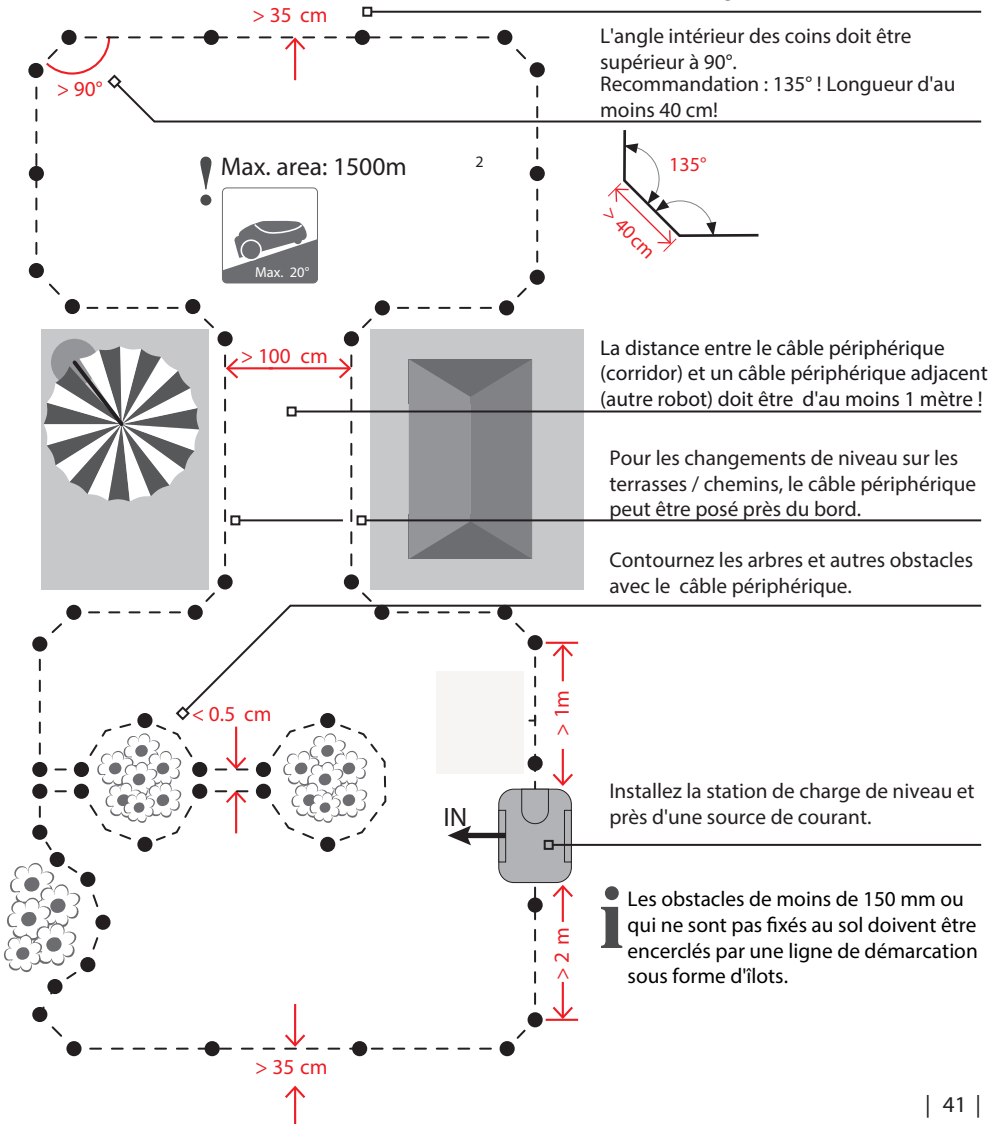 > 35 cm
L'angle intérieur des coins doit être
supérieur à 90°.
Recommandation : 135° ! Longueur d'au
moins 40 cm!
> 90°
! Max. area: 1500m 2
135°
> 40 cm
Max. 20°
> 100 cm
La distance entre le câble périphérique
(corridor) et un câble périphérique adjacent
(autre robot) doit être d'au moins 1 mètre !
Pour les changements de niveau sur les
terrasses / chemins, le câble périphérique
peut être posé près du bord.
Contournez les arbres et autres obstacles
avec le câble périphérique.
< 0.5 cm
> 1m
IN
Installez la station de charge de niveau et
près d'une source de courant.
i Les obstacles de moins de 150 mm ou
qui ne sont pas fixés au sol doivent être
encerclés par une ligne de démarcation
sous forme d'îlots.
> 2 m
> 35 cm
| 41 |